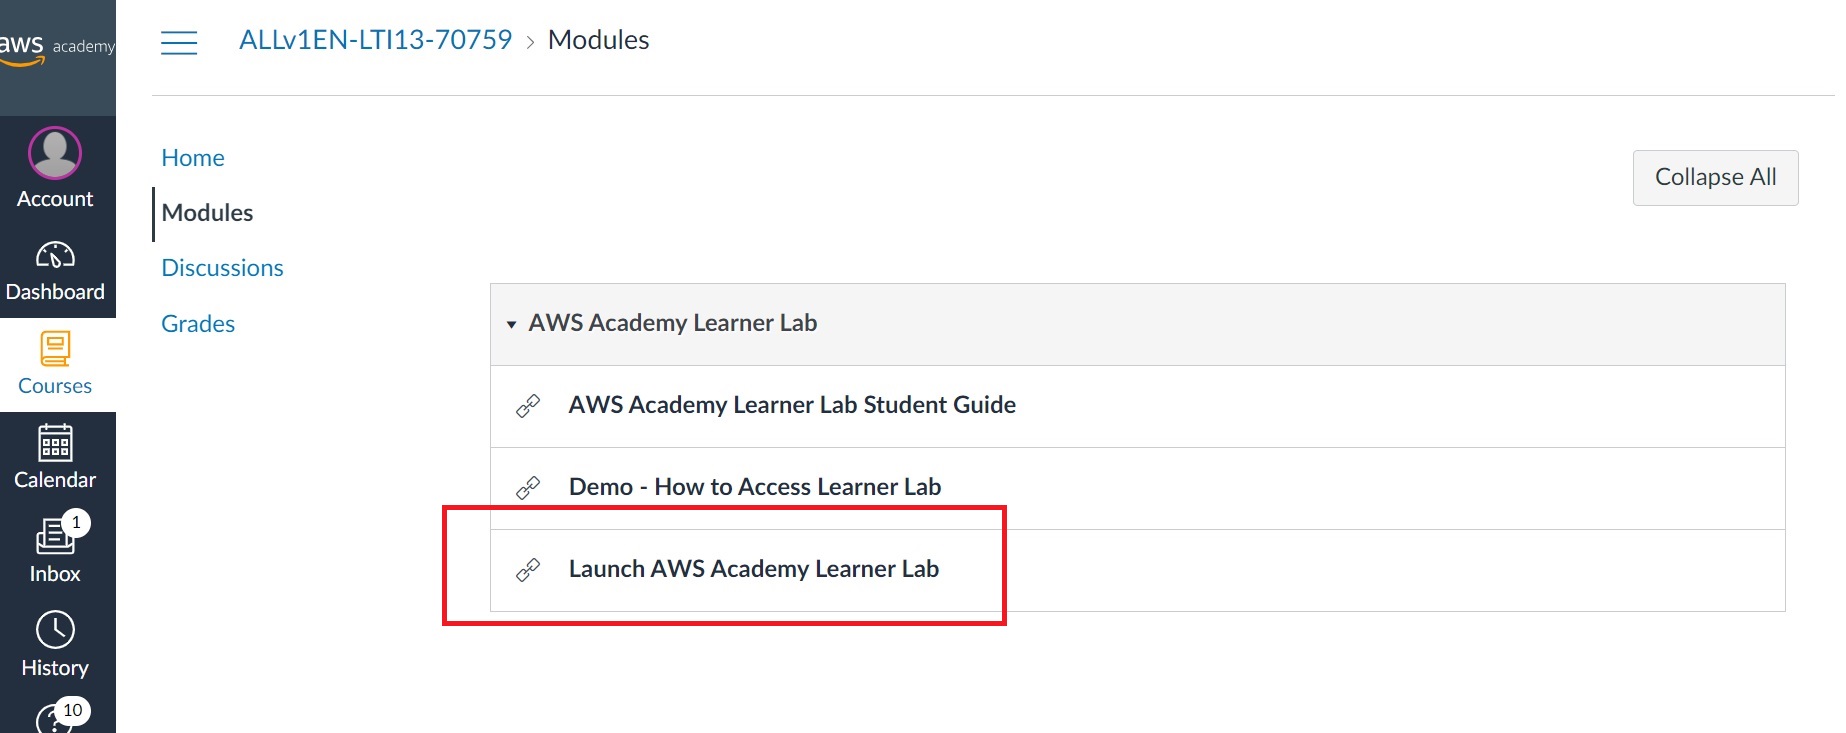 aws academy
ALLv1EN-LTI13-70759 › Modules
Account
Dashboard
Courses
Calendar
1
Inbox
History
10
?
Home
Modules
Discussions
Grades
Collapse All
AWS Academy Learner Lab
AWS Academy Learner Lab Student Guide
Demo - How to Access Learner Lab
Launch AWS Academy Learner Lab